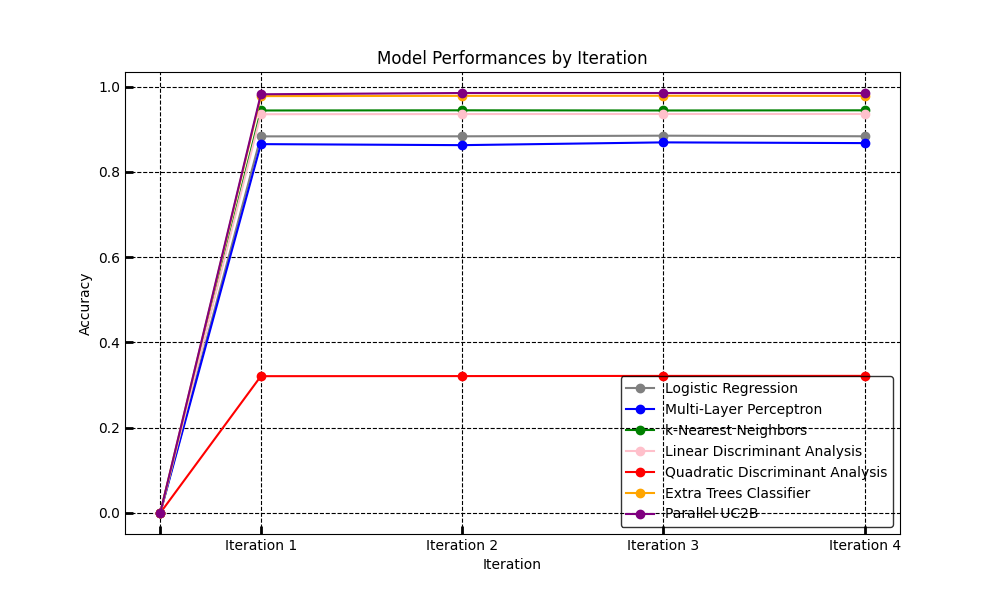 Model Performances by Iteration
1.0
0.8
0.6
0.4
0.2
0.0
Accuracy
Logistic Regression
Multi-Layer Perceptron
k-Nearest Neighbors
Linear Discriminant Analysis
Quadratic Discriminant Analysis
Extra Trees Classifier
Parallel UC2B
Iteration 1
Iteration 2
Iteration 3
Iteration 4
Iteration